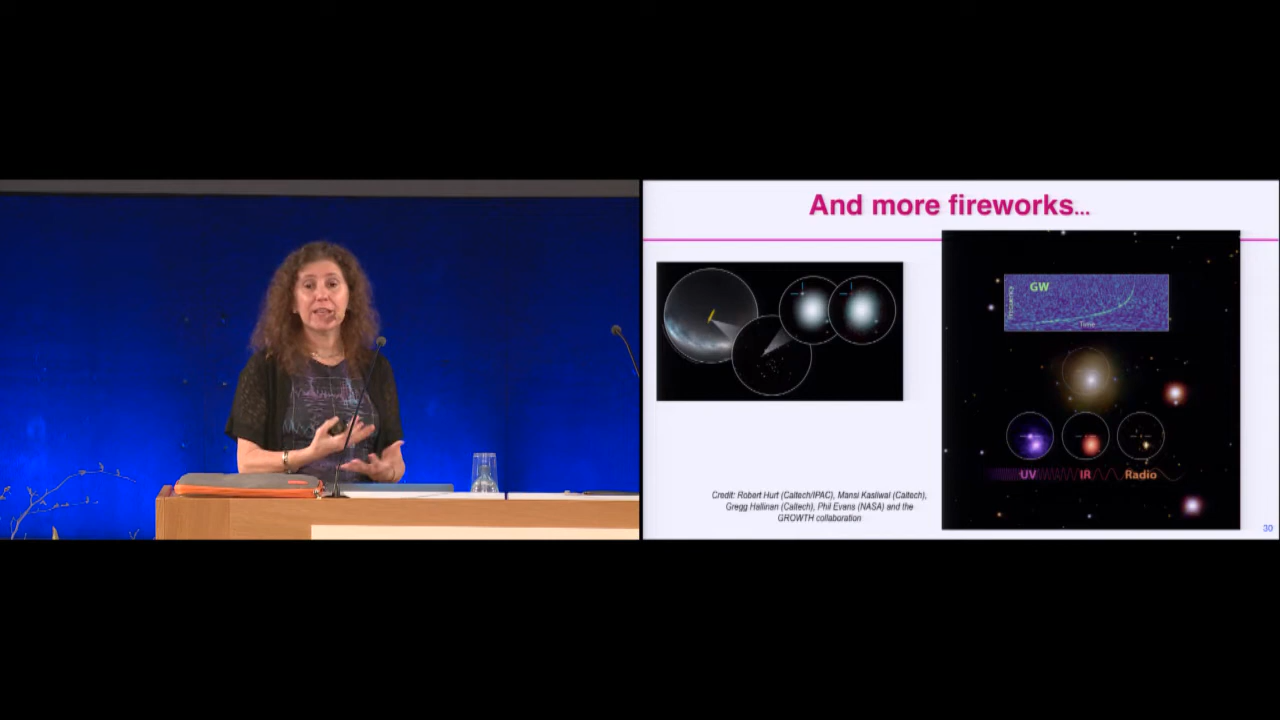 And more fireworks...
GW
Frequency
Time
UV
IR
Radio
Credit: Robert Hurt (Caltech/IPAC), Mansi Kasliwal (Caltech),
Gregg Hallinan (Caltech), Phil Evans (NASA) and the
GROWTH collaboration
30